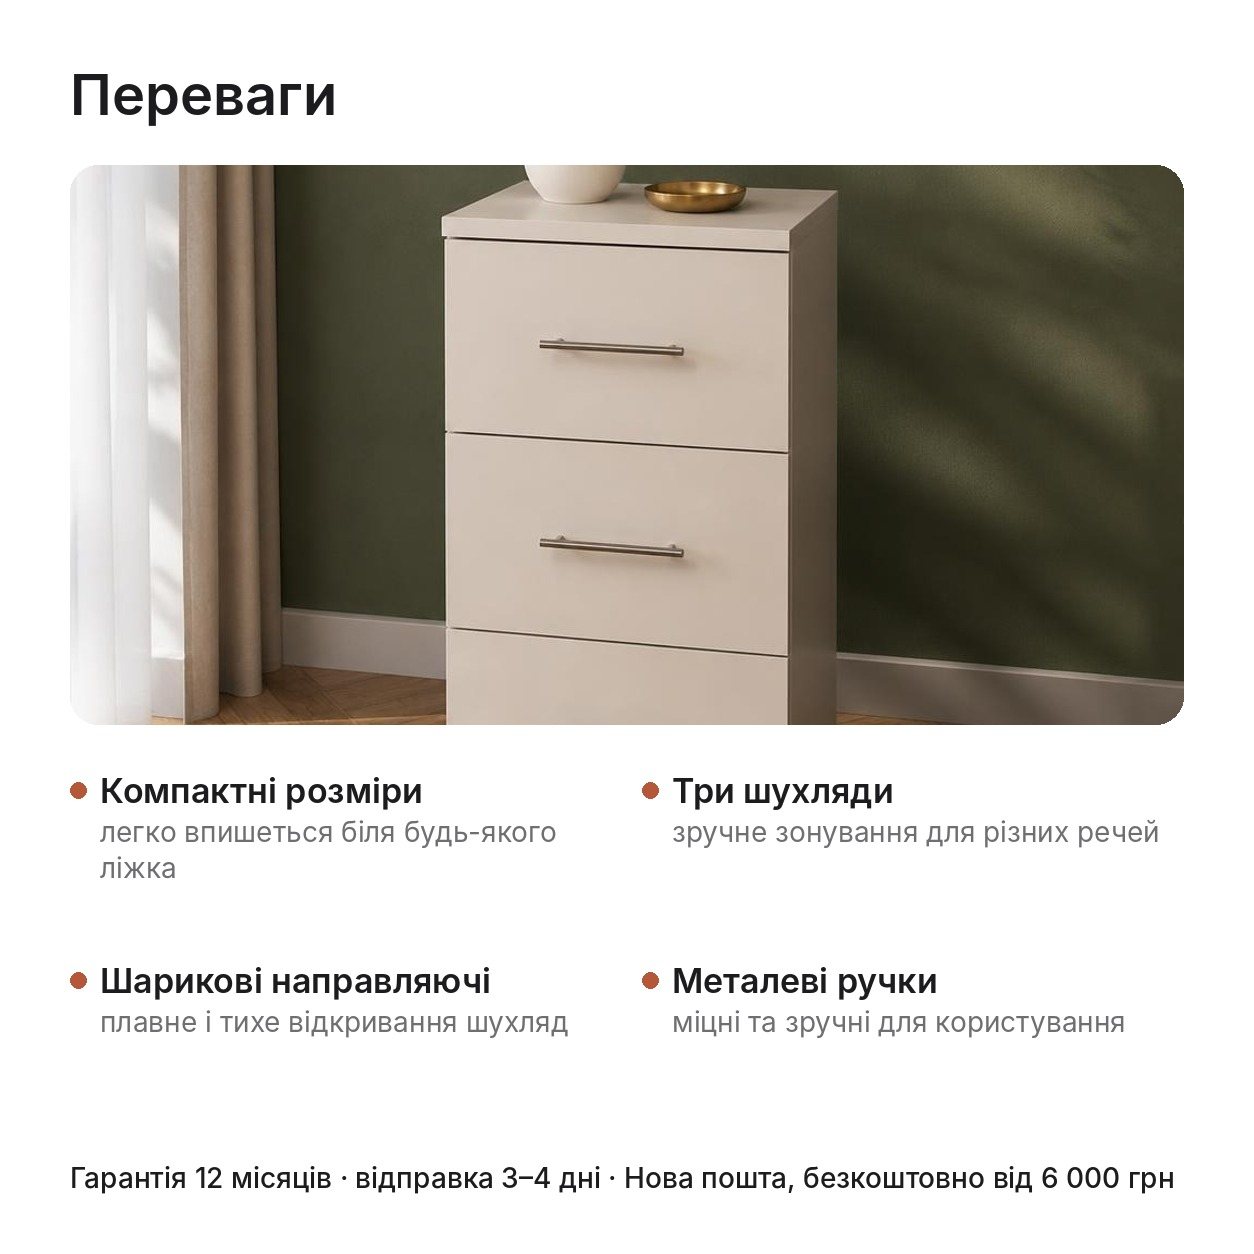 Переваги
Компактні розміри
легко впишеться біля будь-якого
ліжка
Три шухляди
зручне зонування для різних речей
Шарикові направляючі
плавне і тихе відкривання шухляд
Металеві ручки
міцні та зручні для користування
Гарантія 12 місяців · відправка 3–4 дні · Нова пошта, безкоштовно від 6 000 грн